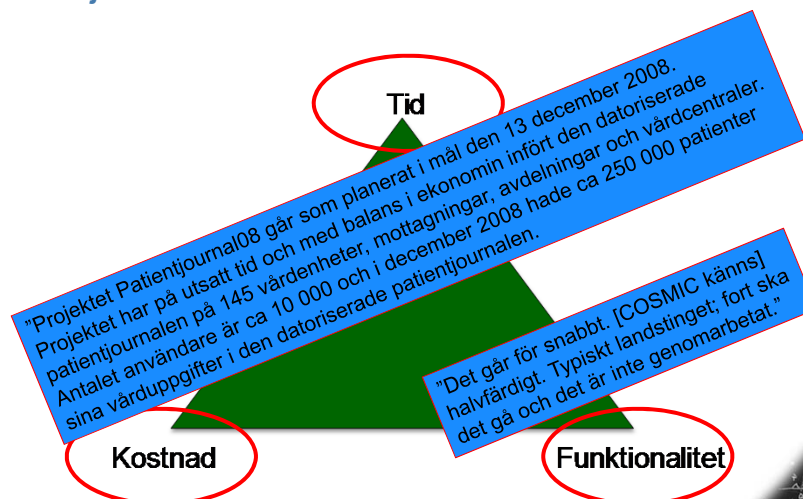 Tid
”Projektet Patientjournal08 går som planerat i mål den 13 december 2008.
Projektet har på utsatt tid och med balans i ekonomin infört den datoriserade
patientjournalen på 145 vårdenheter, mottagningar, avdelningar och vårdcentraler.
Antalet användare är ca 10 000 och i december 2008 hade ca 250 000 patienter
sina vårduppgifter i den datoriserade patientjournalen.
”Det går för snabbt. [COSMIC känns]
halvfärdigt. Typiskt landstinget; fort ska
det gå och det är inte genomarbetat.”
Kostnad
Funktionalitet